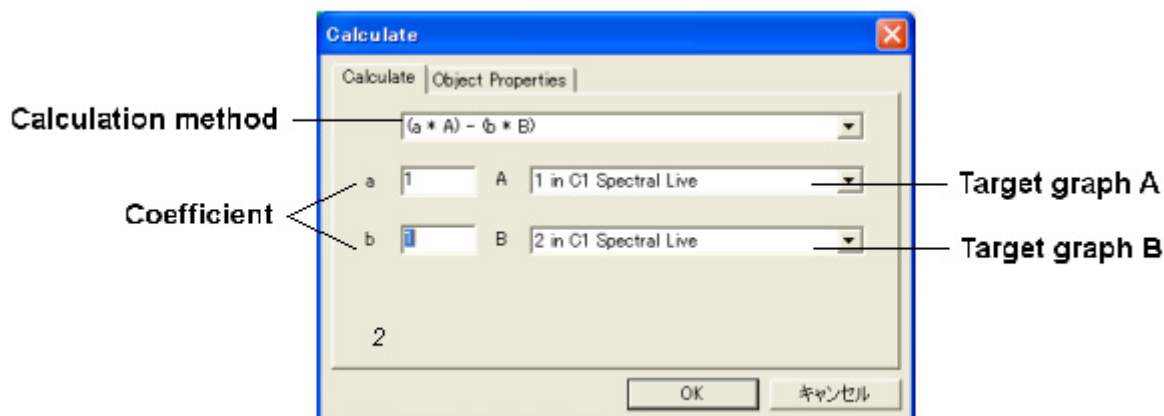 Calculate
Calculate Object Properties
Calculation method
(a * A) - (b * B)
a 1 A 1 in C1 Spectral Live
Target graph A
Coefficient
b 1 B 2 in C1 Spectral Live
Target graph B
2
OK キャンセル